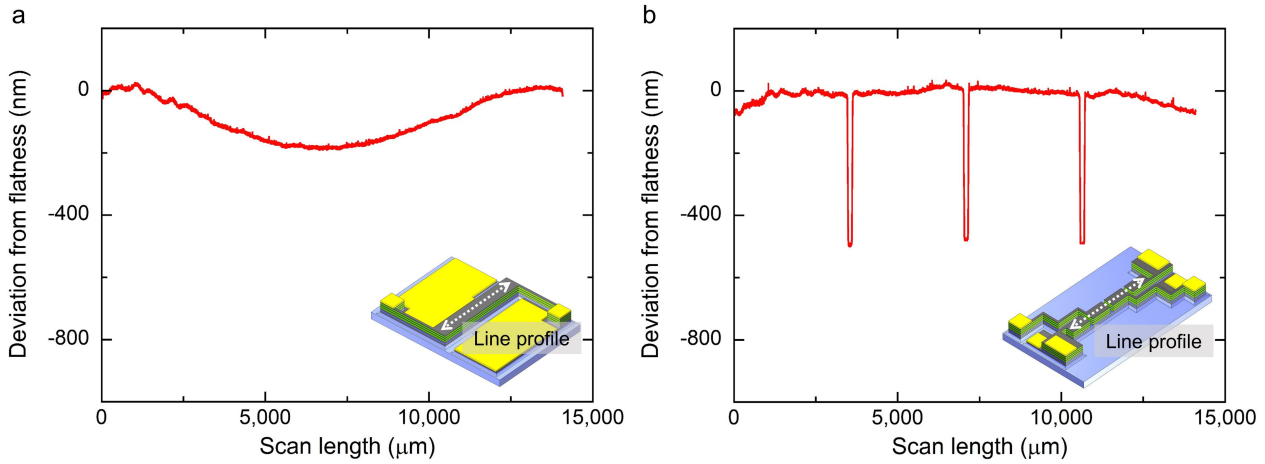 a
Deviation from flatness (nm)
0
-400
-800
0
5,000
10,000
15,000
Scan length (μm)
Line profile
b
Deviation from flatness (nm)
0
-400
-800
0
5,000
10,000
15,000
Scan length (μm)
Line profile